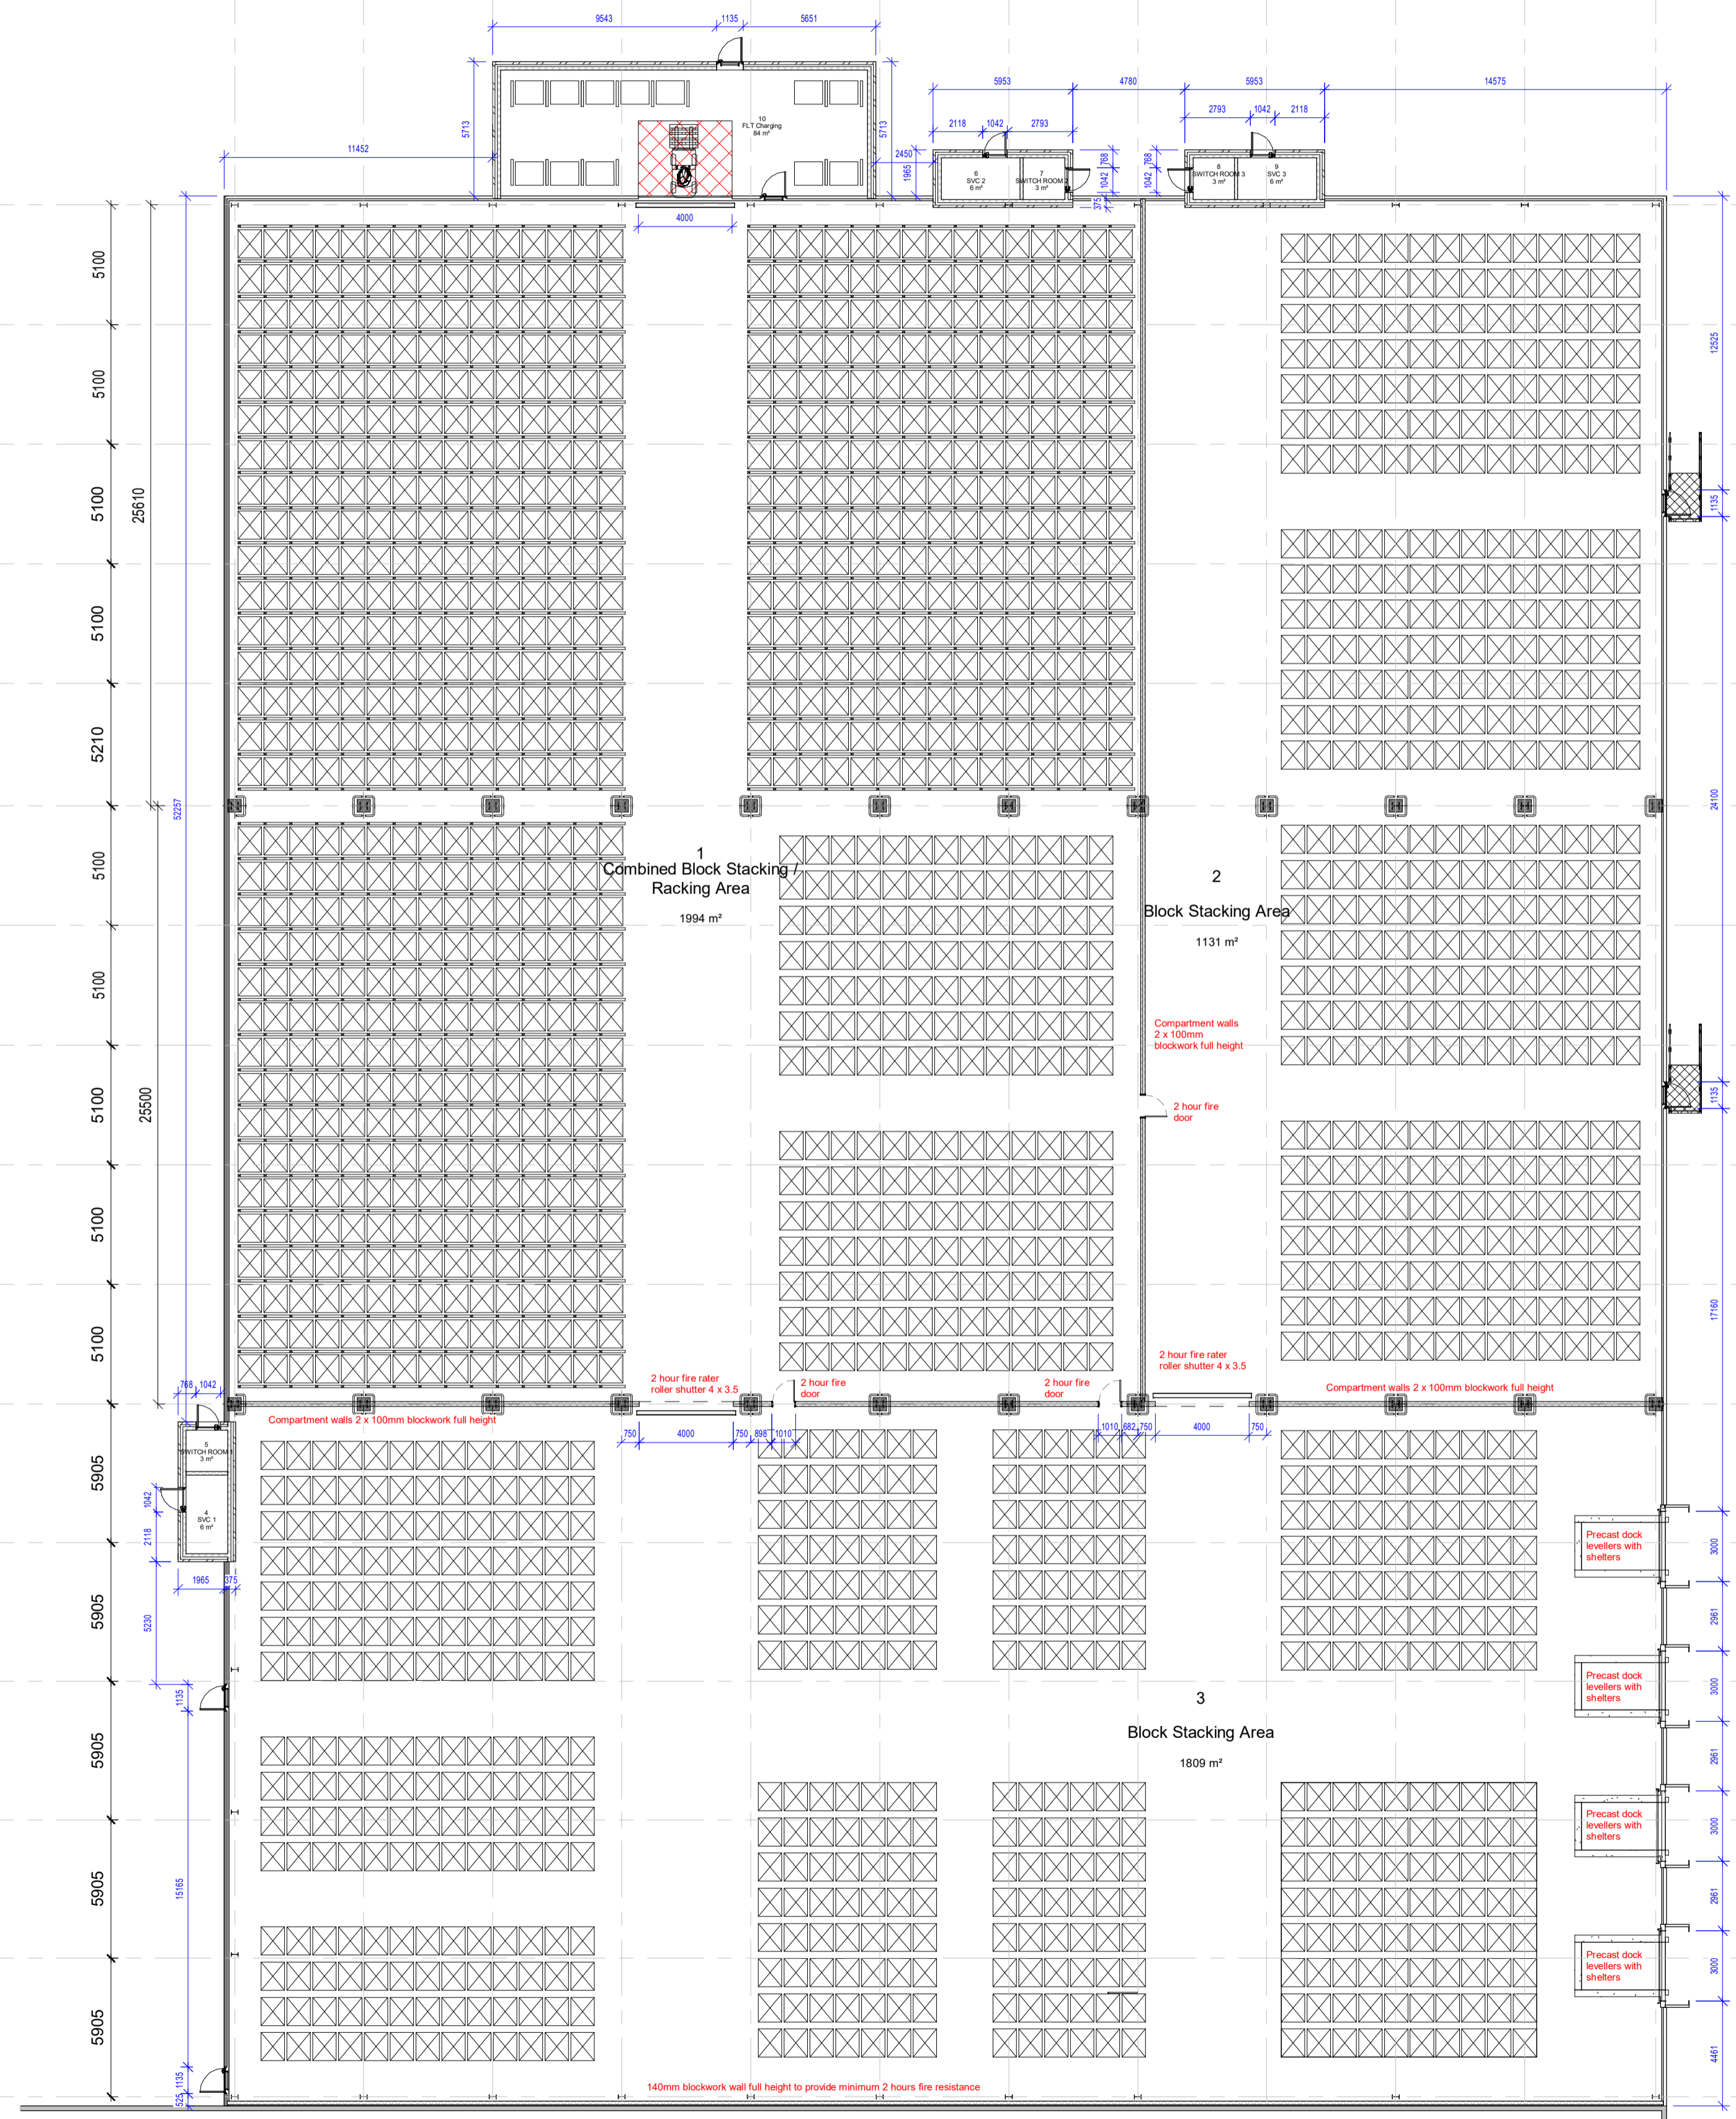 9543
1135
5651
5953
4780
5953
14575
2793
1042
2118
2118
1042
2793
5713
10
FLT Charging
84 m²
5713
11452
2450
1965
768
1042
375
768
1042
6
SVC 2
6 m²
7
SWITCH ROOM 2
3 m²
8
SWITCH ROOM 3
3 m²
9
SVC 3
6 m²
4000
5100
5100
5100
5100
5210
25610
52257
12525
1135
24100
1135
17160
1
Combined Block Stacking /
Racking Area
1994 m²
2
Block Stacking Area
1131 m²
5100
5100
5100
5100
5100
25500
Compartment walls
2 x 100mm
blockwork full height
2 hour fire
door
2 hour fire rater
roller shutter 4 x 3.5
2 hour fire
door
2 hour fire
door
2 hour fire rater
roller shutter 4 x 3.5
Compartment walls 2 x 100mm blockwork full height
Compartment walls 2 x 100mm blockwork full height
768
1042
750
4000
750
898
1010
1010
682
750
4000
750
5
SWITCH ROOM 1
3 m²
4
SVC 1
6 m²
1042
2118
1965
375
5230
1135
15165
1135
525
5905
5905
5905
5905
5905
3
Block Stacking Area
1809 m²
Precast dock
levellers with
shelters
Precast dock
levellers with
shelters
Precast dock
levellers with
shelters
Precast dock
levellers with
shelters
3000
2961
3000
2961
3000
2961
3000
4461
140mm blockwork wall full height to provide minimum 2 hours fire resistance